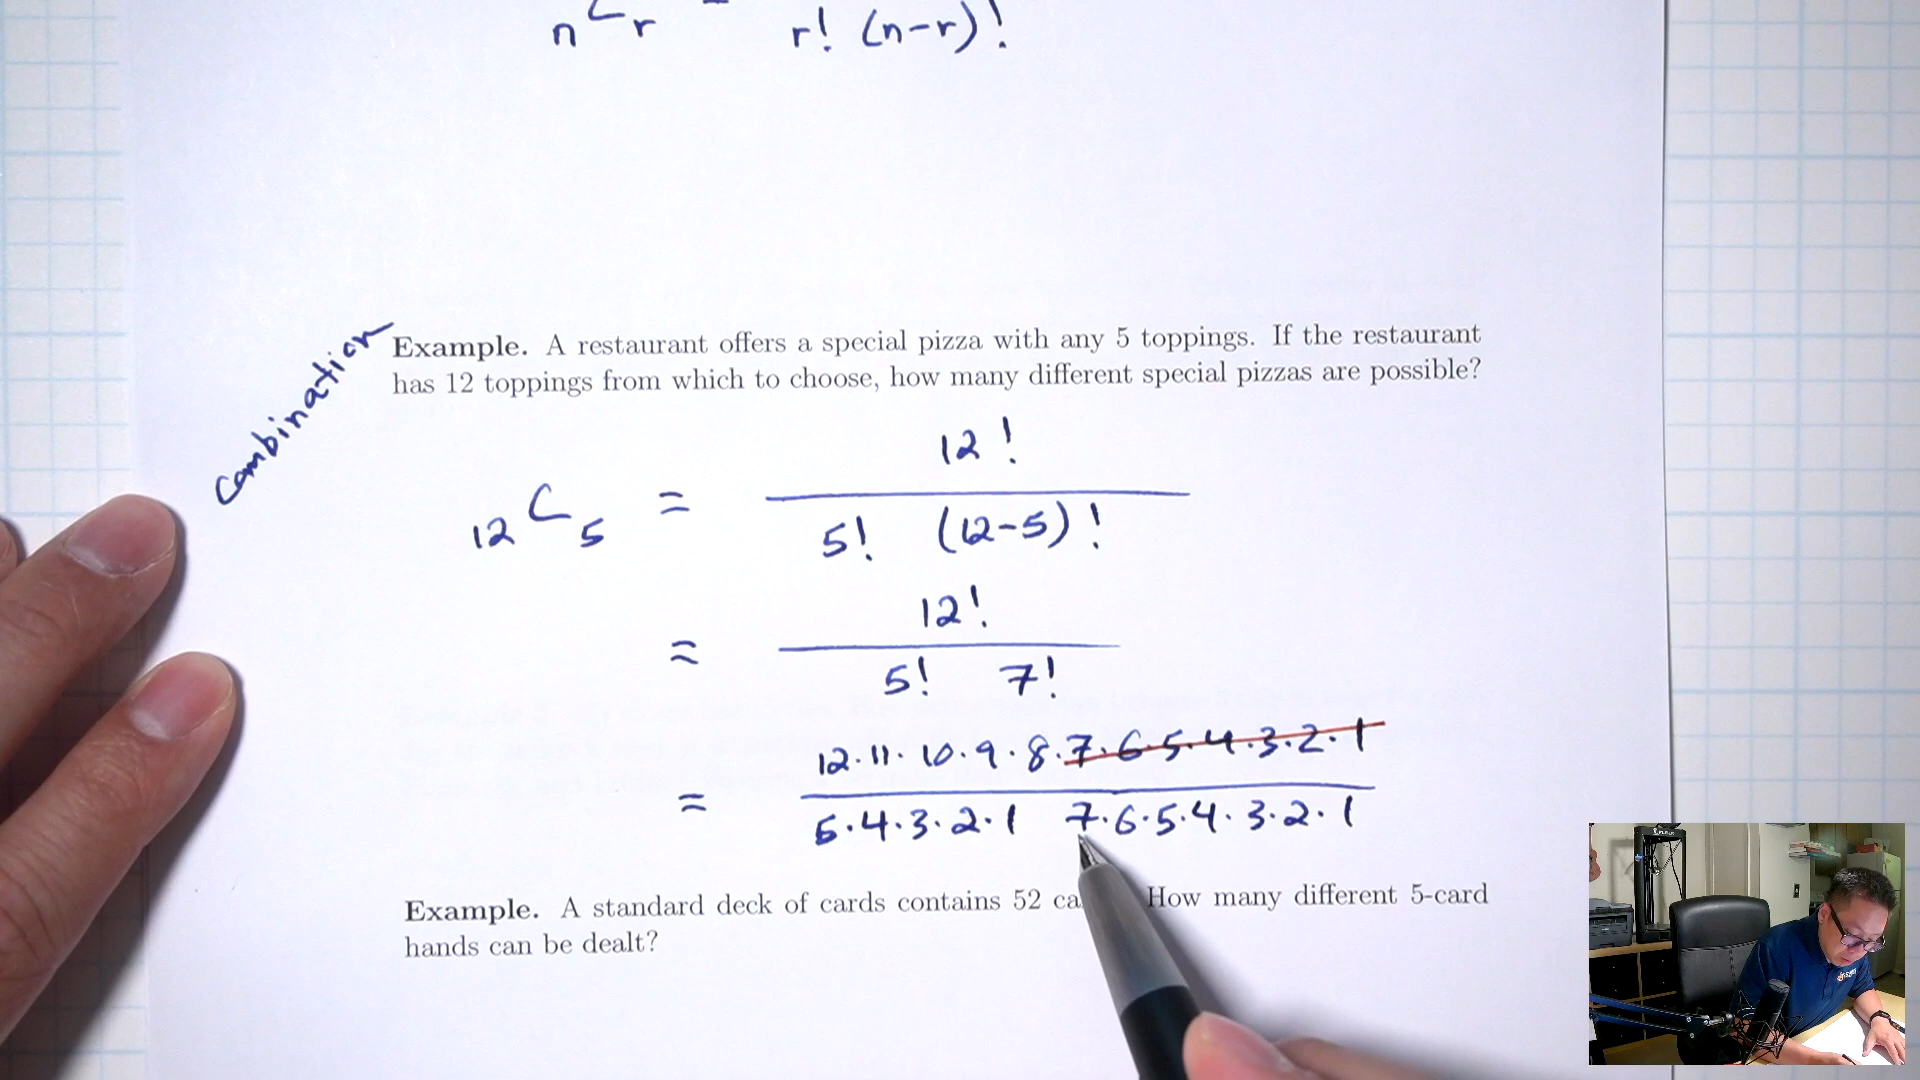 n C r = r! (n-r)!
Combination
Example. A restaurant offers a special pizza with any 5 toppings. If the restaurant
has 12 toppings from which to choose, how many different special pizzas are possible?
12!
12 C 5 =
5! (12-5)!
12!
=
5! 7!
12·11·10·9·8·7·6·5·4·3·2·1
=
5·4·3·2·1 7·6·5·4·3·2·1
Example. A standard deck of cards contains 52 How many different 5-card
hands can be dealt?